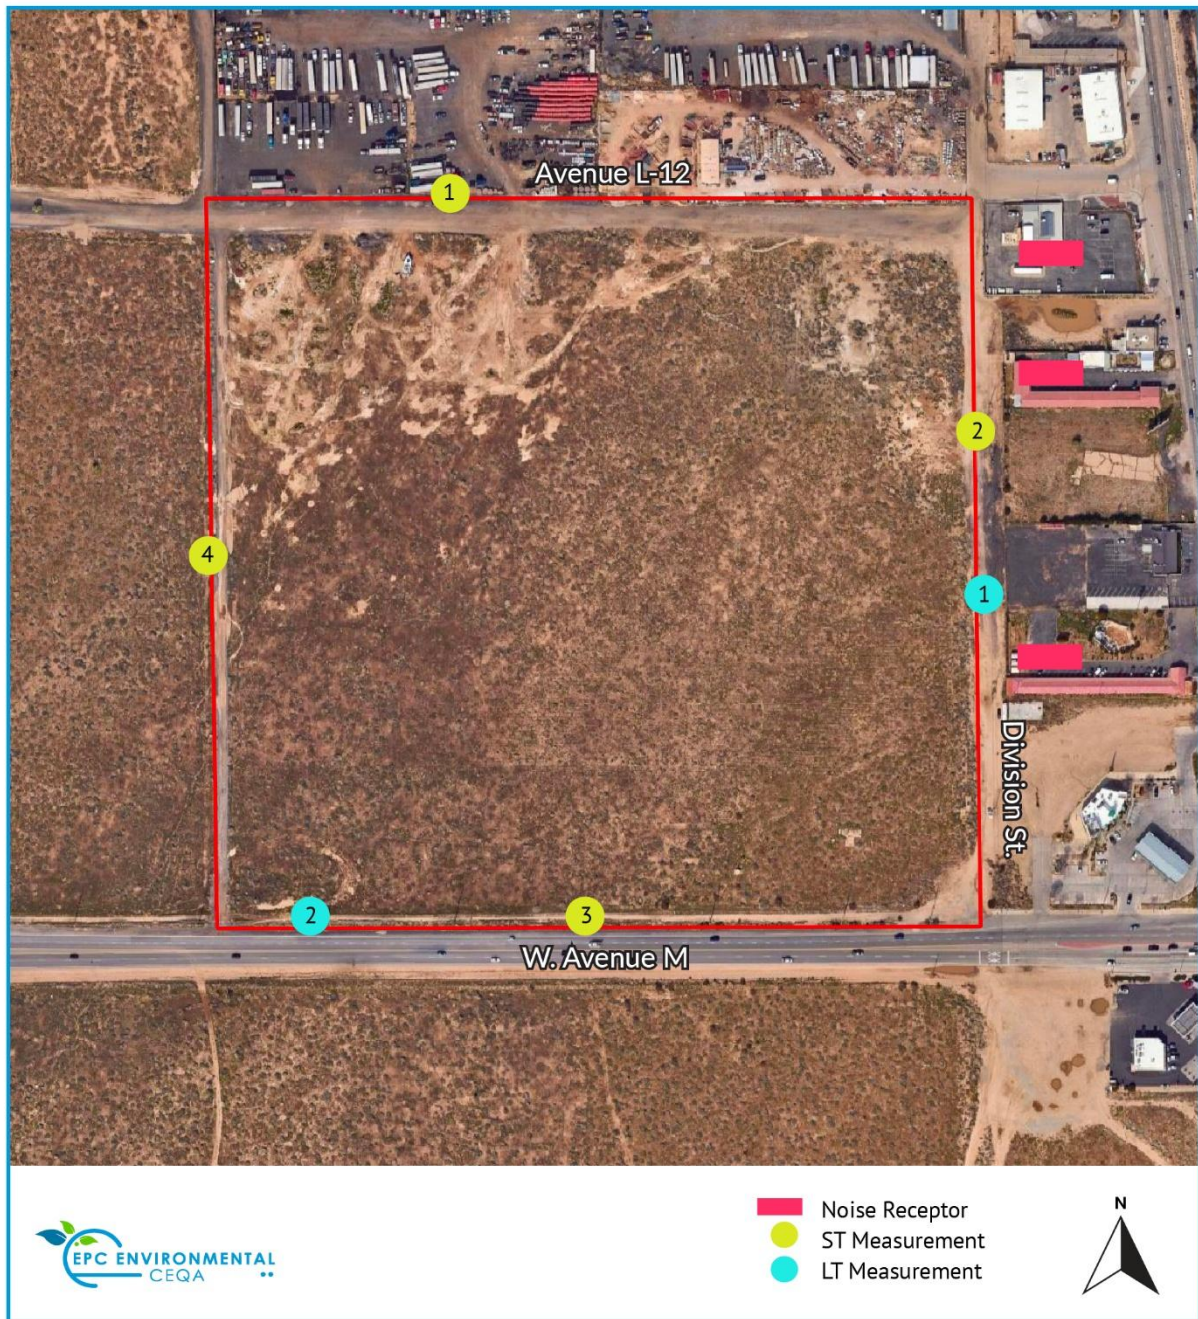 Avenue L-12
1
2
4
1
Division St.
2
3
W. Avenue M
Noise Receptor
ST Measurement
LT Measurement
N
EPC ENVIRONMENTAL
CEQA